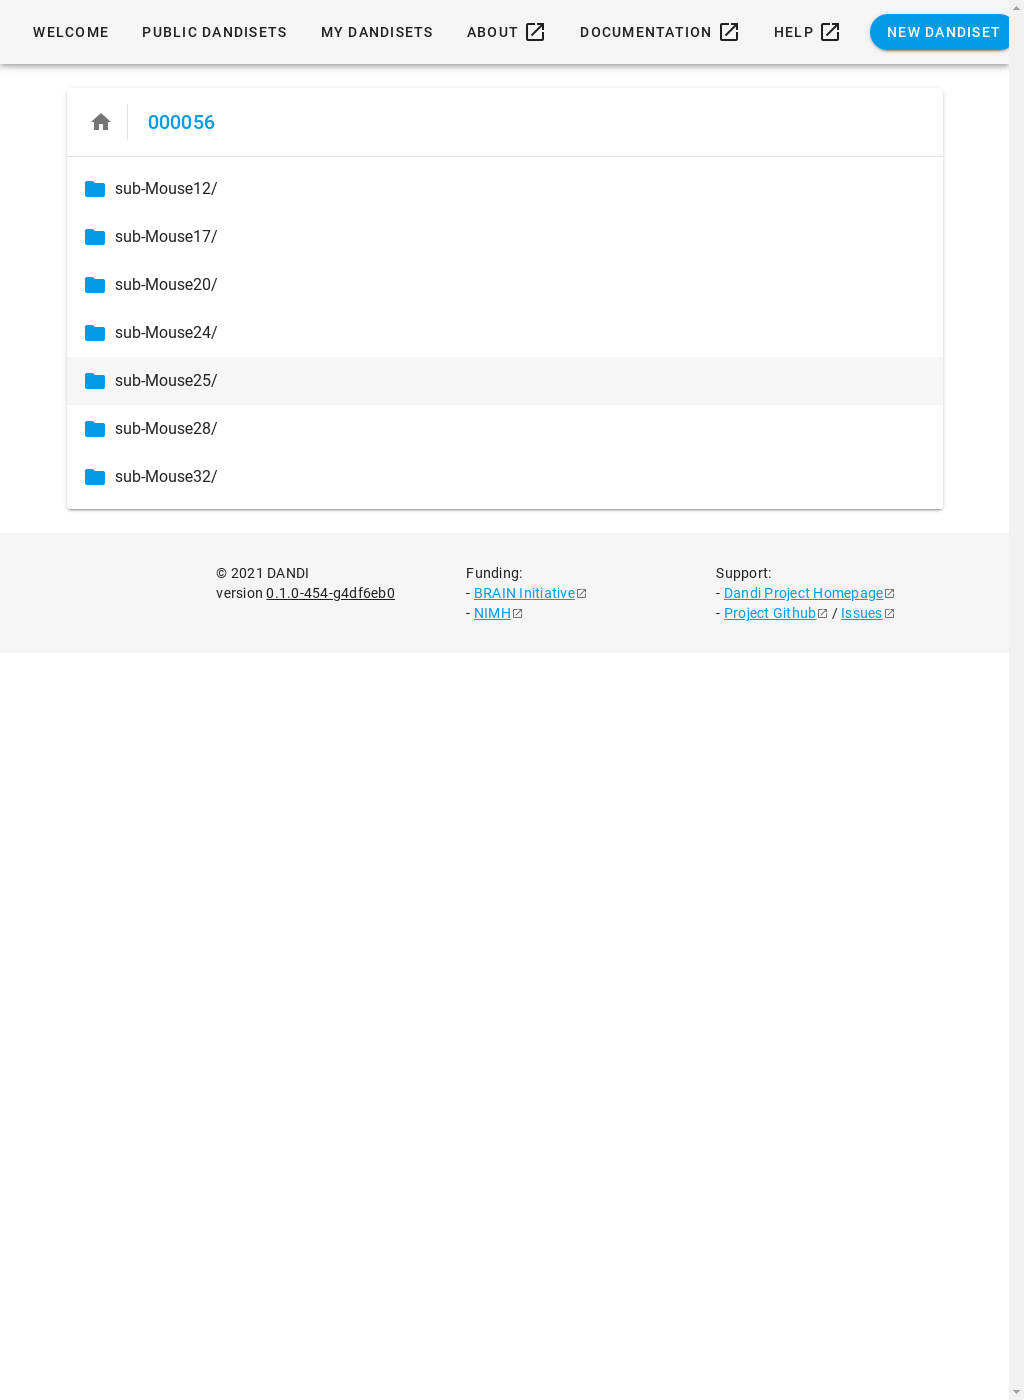 WELCOME PUBLIC DANDISETS MY DANDISETS ABOUT DOCUMENTATION HELP NEW DANDISET
000056
sub-Mouse12/
sub-Mouse17/
sub-Mouse20/
sub-Mouse24/
sub-Mouse25/
sub-Mouse28/
sub-Mouse32/
© 2021 DANDI
version 0.1.0-454-g4df6eb0
Funding:
- BRAIN Initiative
- NIMH
Support:
- Dandi Project Homepage
- Project Github / Issues